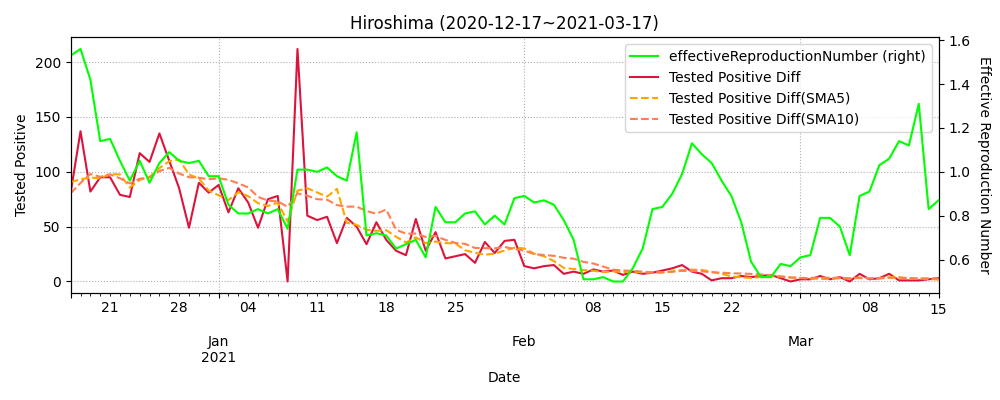 Hiroshima (2020-12-17~2021-03-17)
effectiveReproductionNumber (right)
Tested Positive Diff
Tested Positive Diff(SMA5)
Tested Positive Diff(SMA10)
Tested Positive
200
150
100
50
0
Effective Reproduction Number
1.6
1.4
1.2
1.0
0.8
0.6
21 28 04 11 18 25 08 15 22 08 15
Jan Feb Mar
2021
Date